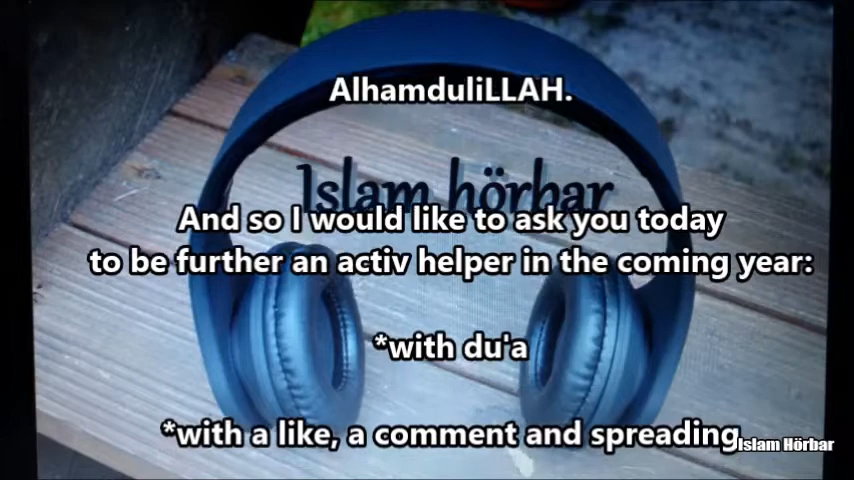 AlhamduliLLAH.
Islam hörbar
And so I would like to ask you today
to be further an activ helper in the coming year:
*with du'a
*with a like, a comment and spreading
Islam Hörbar